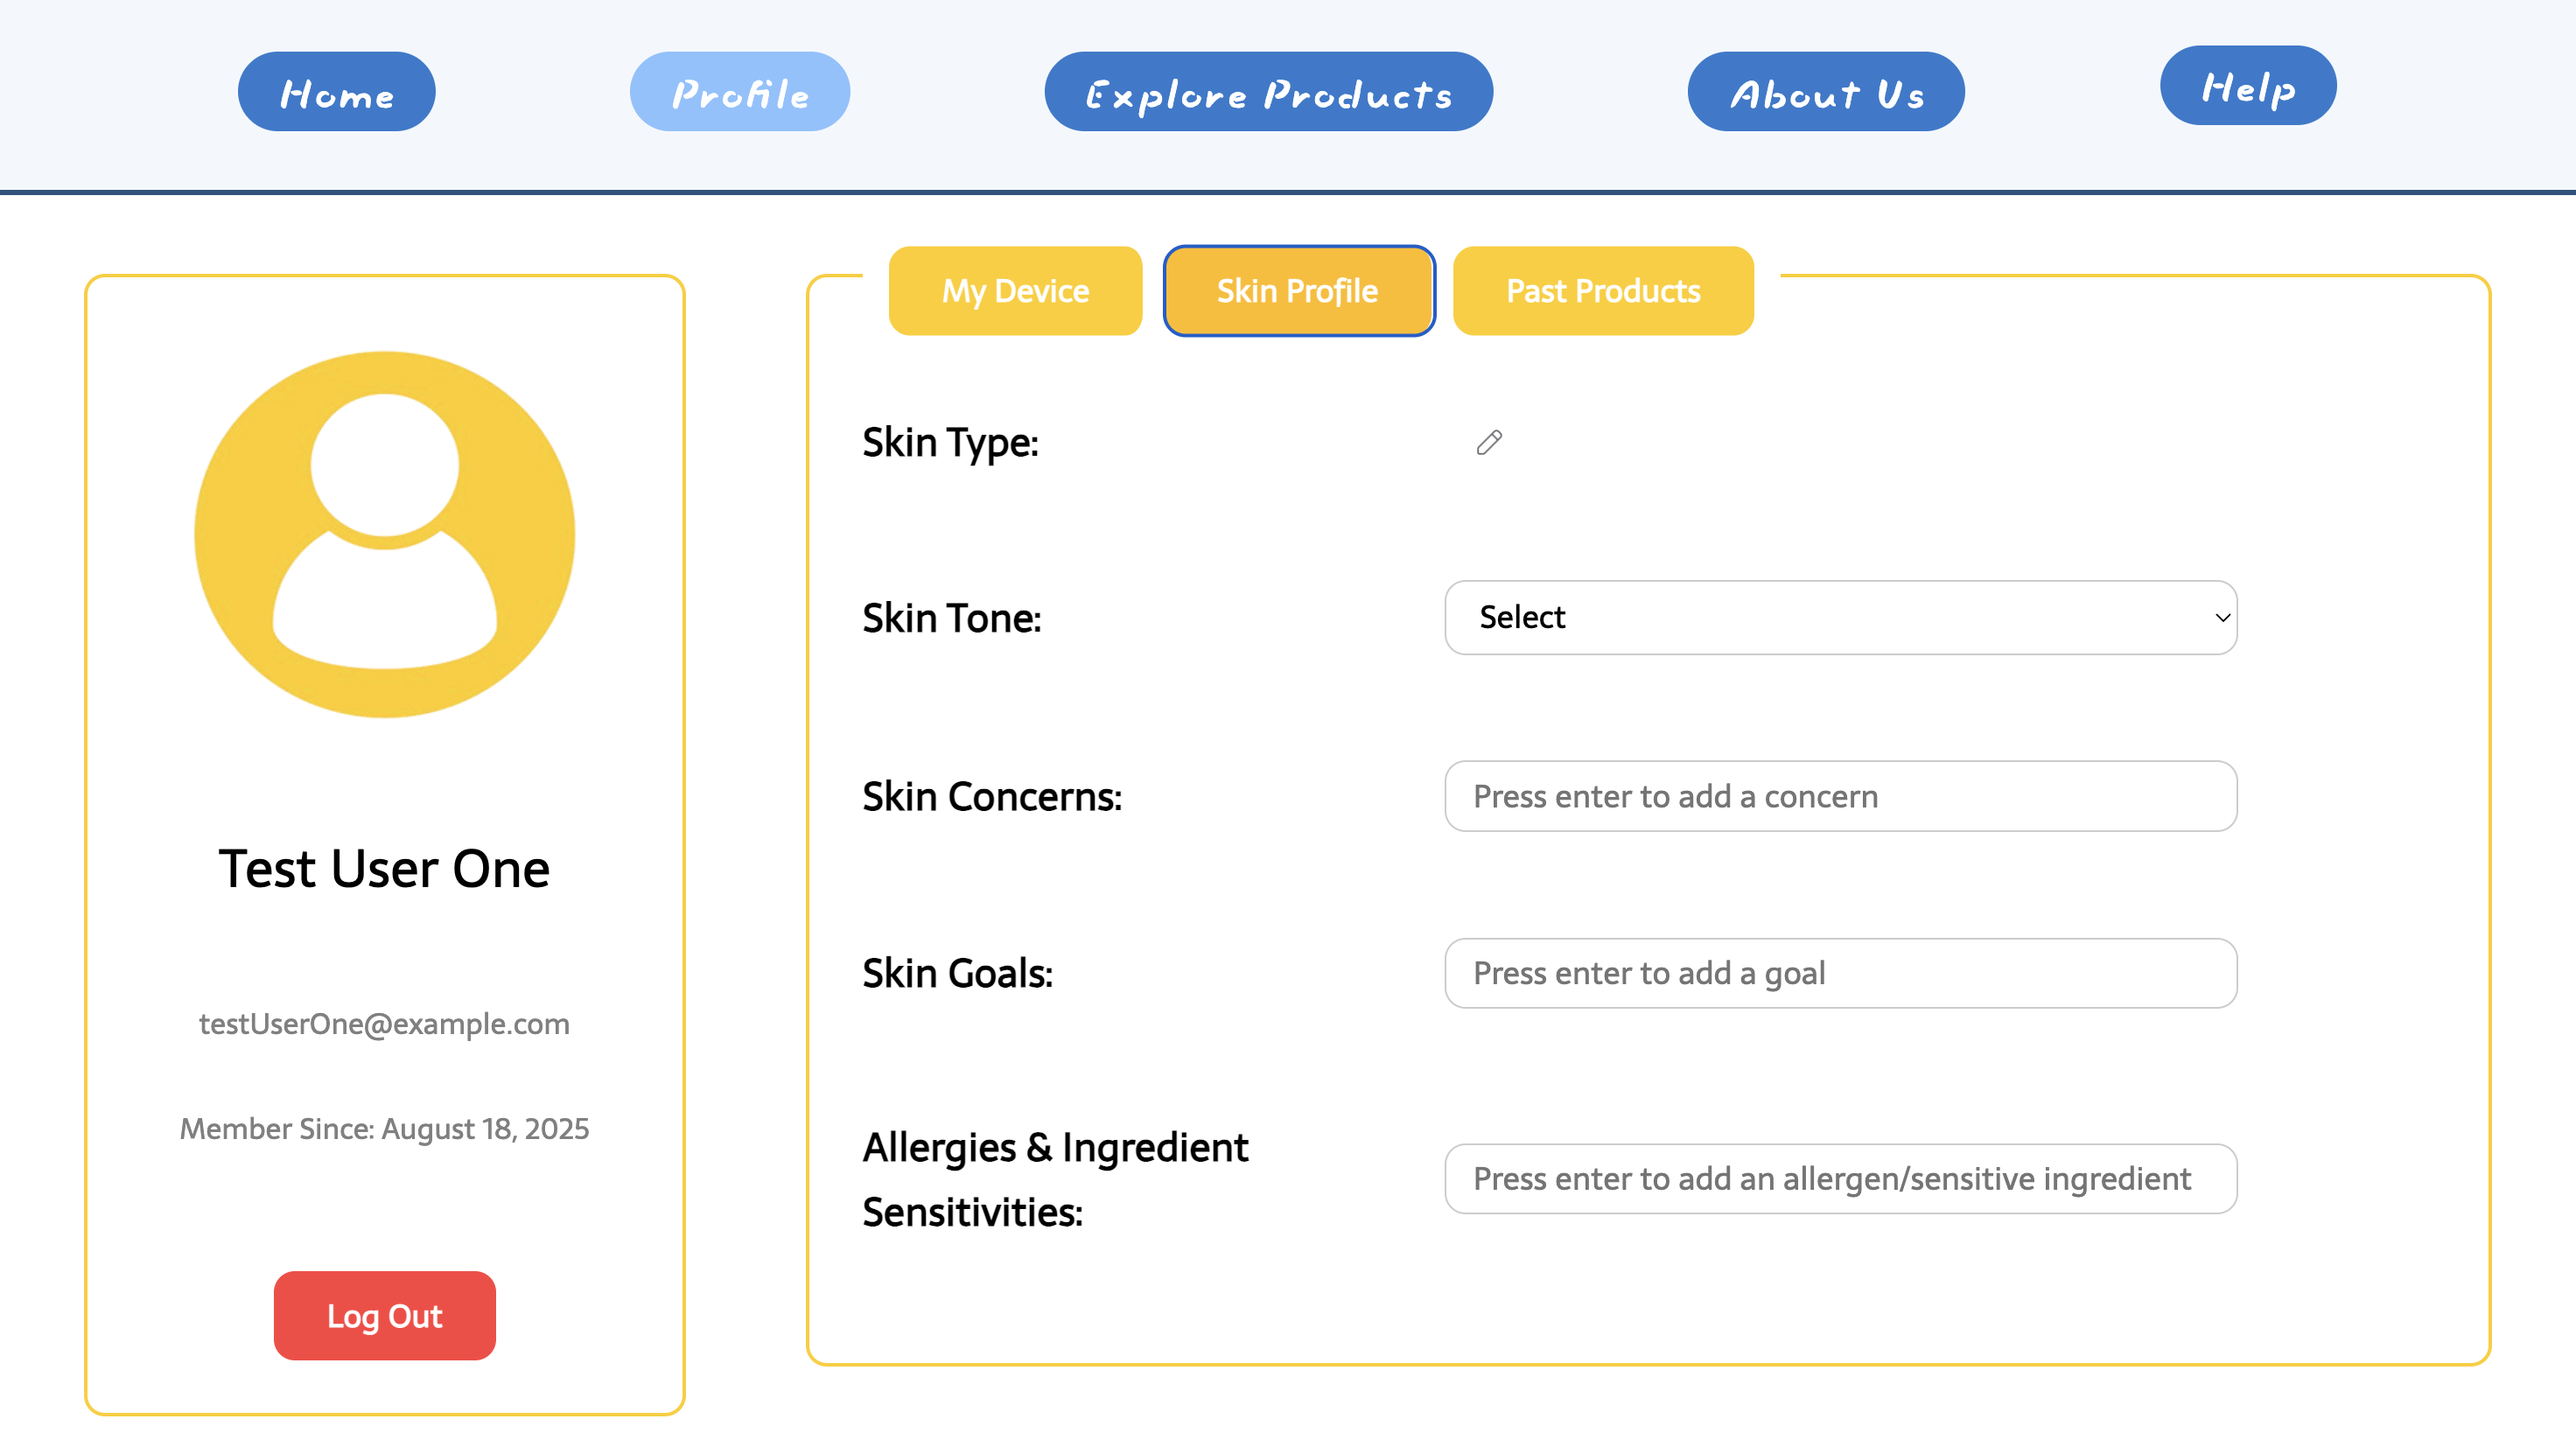 Home
Profile
Explore Products
About Us
Help
My Device
Skin Profile
Past Products
Test User One
testUserOne@example.com
Member Since: August 18, 2025
Log Out
Skin Type:
Skin Tone:
Select
Skin Concerns:
Press enter to add a concern
Skin Goals:
Press enter to add a goal
Allergies & Ingredient
Sensitivities:
Press enter to add an allergen/sensitive ingredient